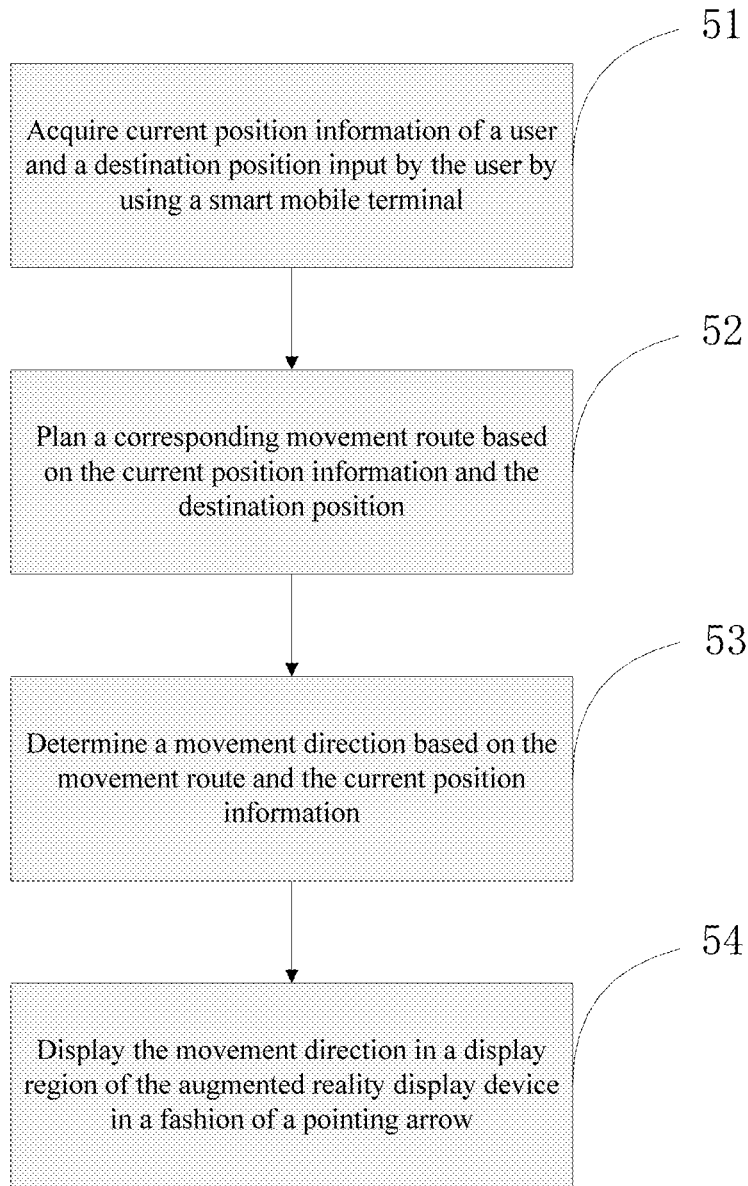 51
Acquire current position information of a user
and a destination position input by the user by
using a smart mobile terminal
52
Plan a corresponding movement route based
on the current position information and the
destination position
53
Determine a movement direction based on the
movement route and the current position
information
54
Display the movement direction in a display
region of the augmented reality display device
in a fashion of a pointing arrow